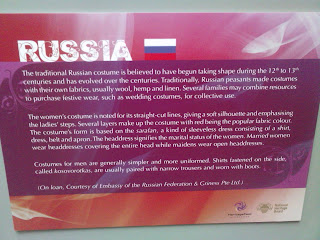 RUSSIA
The traditional Russian costume is believed to have begun taking shape during the 12th to 13th
centuries and has evolved over the centuries. Traditionally, Russian peasants made costumes
with their own fabrics, usually wool, hemp and linen. Several families may combine resources
to purchase festive wear, such as wedding costumes, for collective use.
The women's costume is noted for its straight-cut lines, giving a soft silhouette and emphasising
the ladies' steps. Several layers make up the costume with red being the popular fabric colour.
The costume's form is based on the sarafan, a kind of sleeveless dress consisting of a shirt,
dress, belt and apron. The headdress signifies the marital status of the women. Married women
wear headdresses covering the entire head while maidens wear open headdresses.
Costumes for men are generally simpler and more uniformed. Shirts fastened on the side,
called kosovorotkas, are usually paired with narrow trousers and worn with boots.
(On loan, Courtesy of Embassy of the Russian Federation & Gzhelka Pte Ltd.)